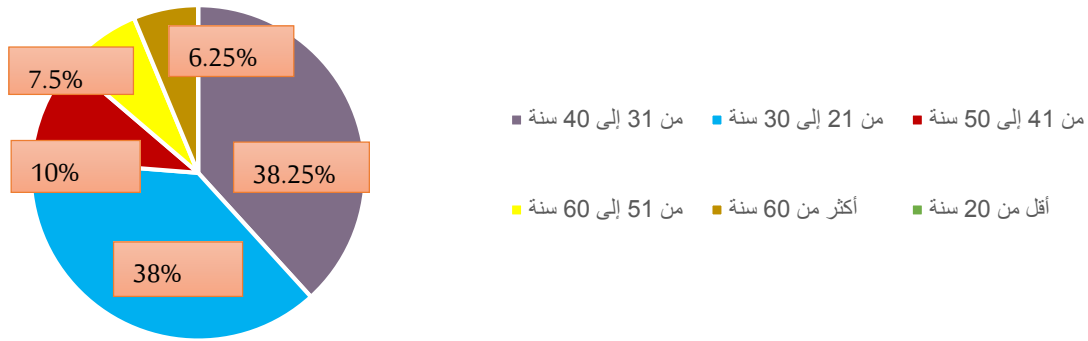 6.25%
7.5%
10%
38.25%
38%
من 31 إلى 40 سنة
من 21 إلى 30 سنة
من 41 إلى 50 سنة
من 51 إلى 60 سنة
أكثر من 60 سنة
أقل من 20 سنة